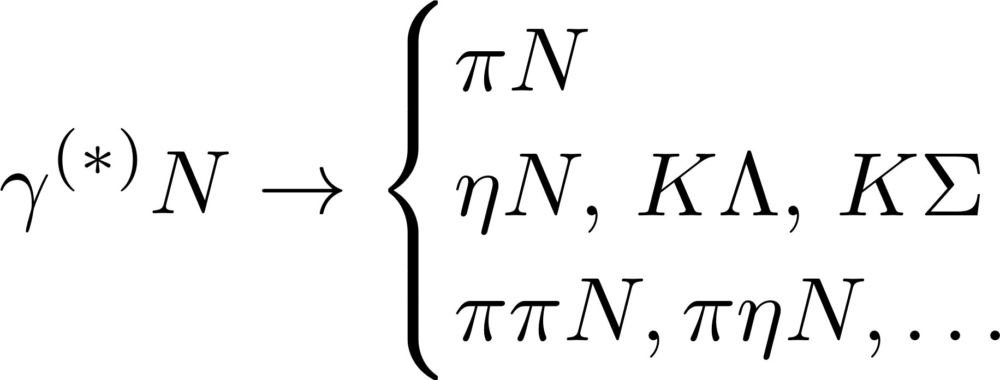 πN
γ^(*) N → { ηN, KΛ, KΣ
ππN, πηN, ...